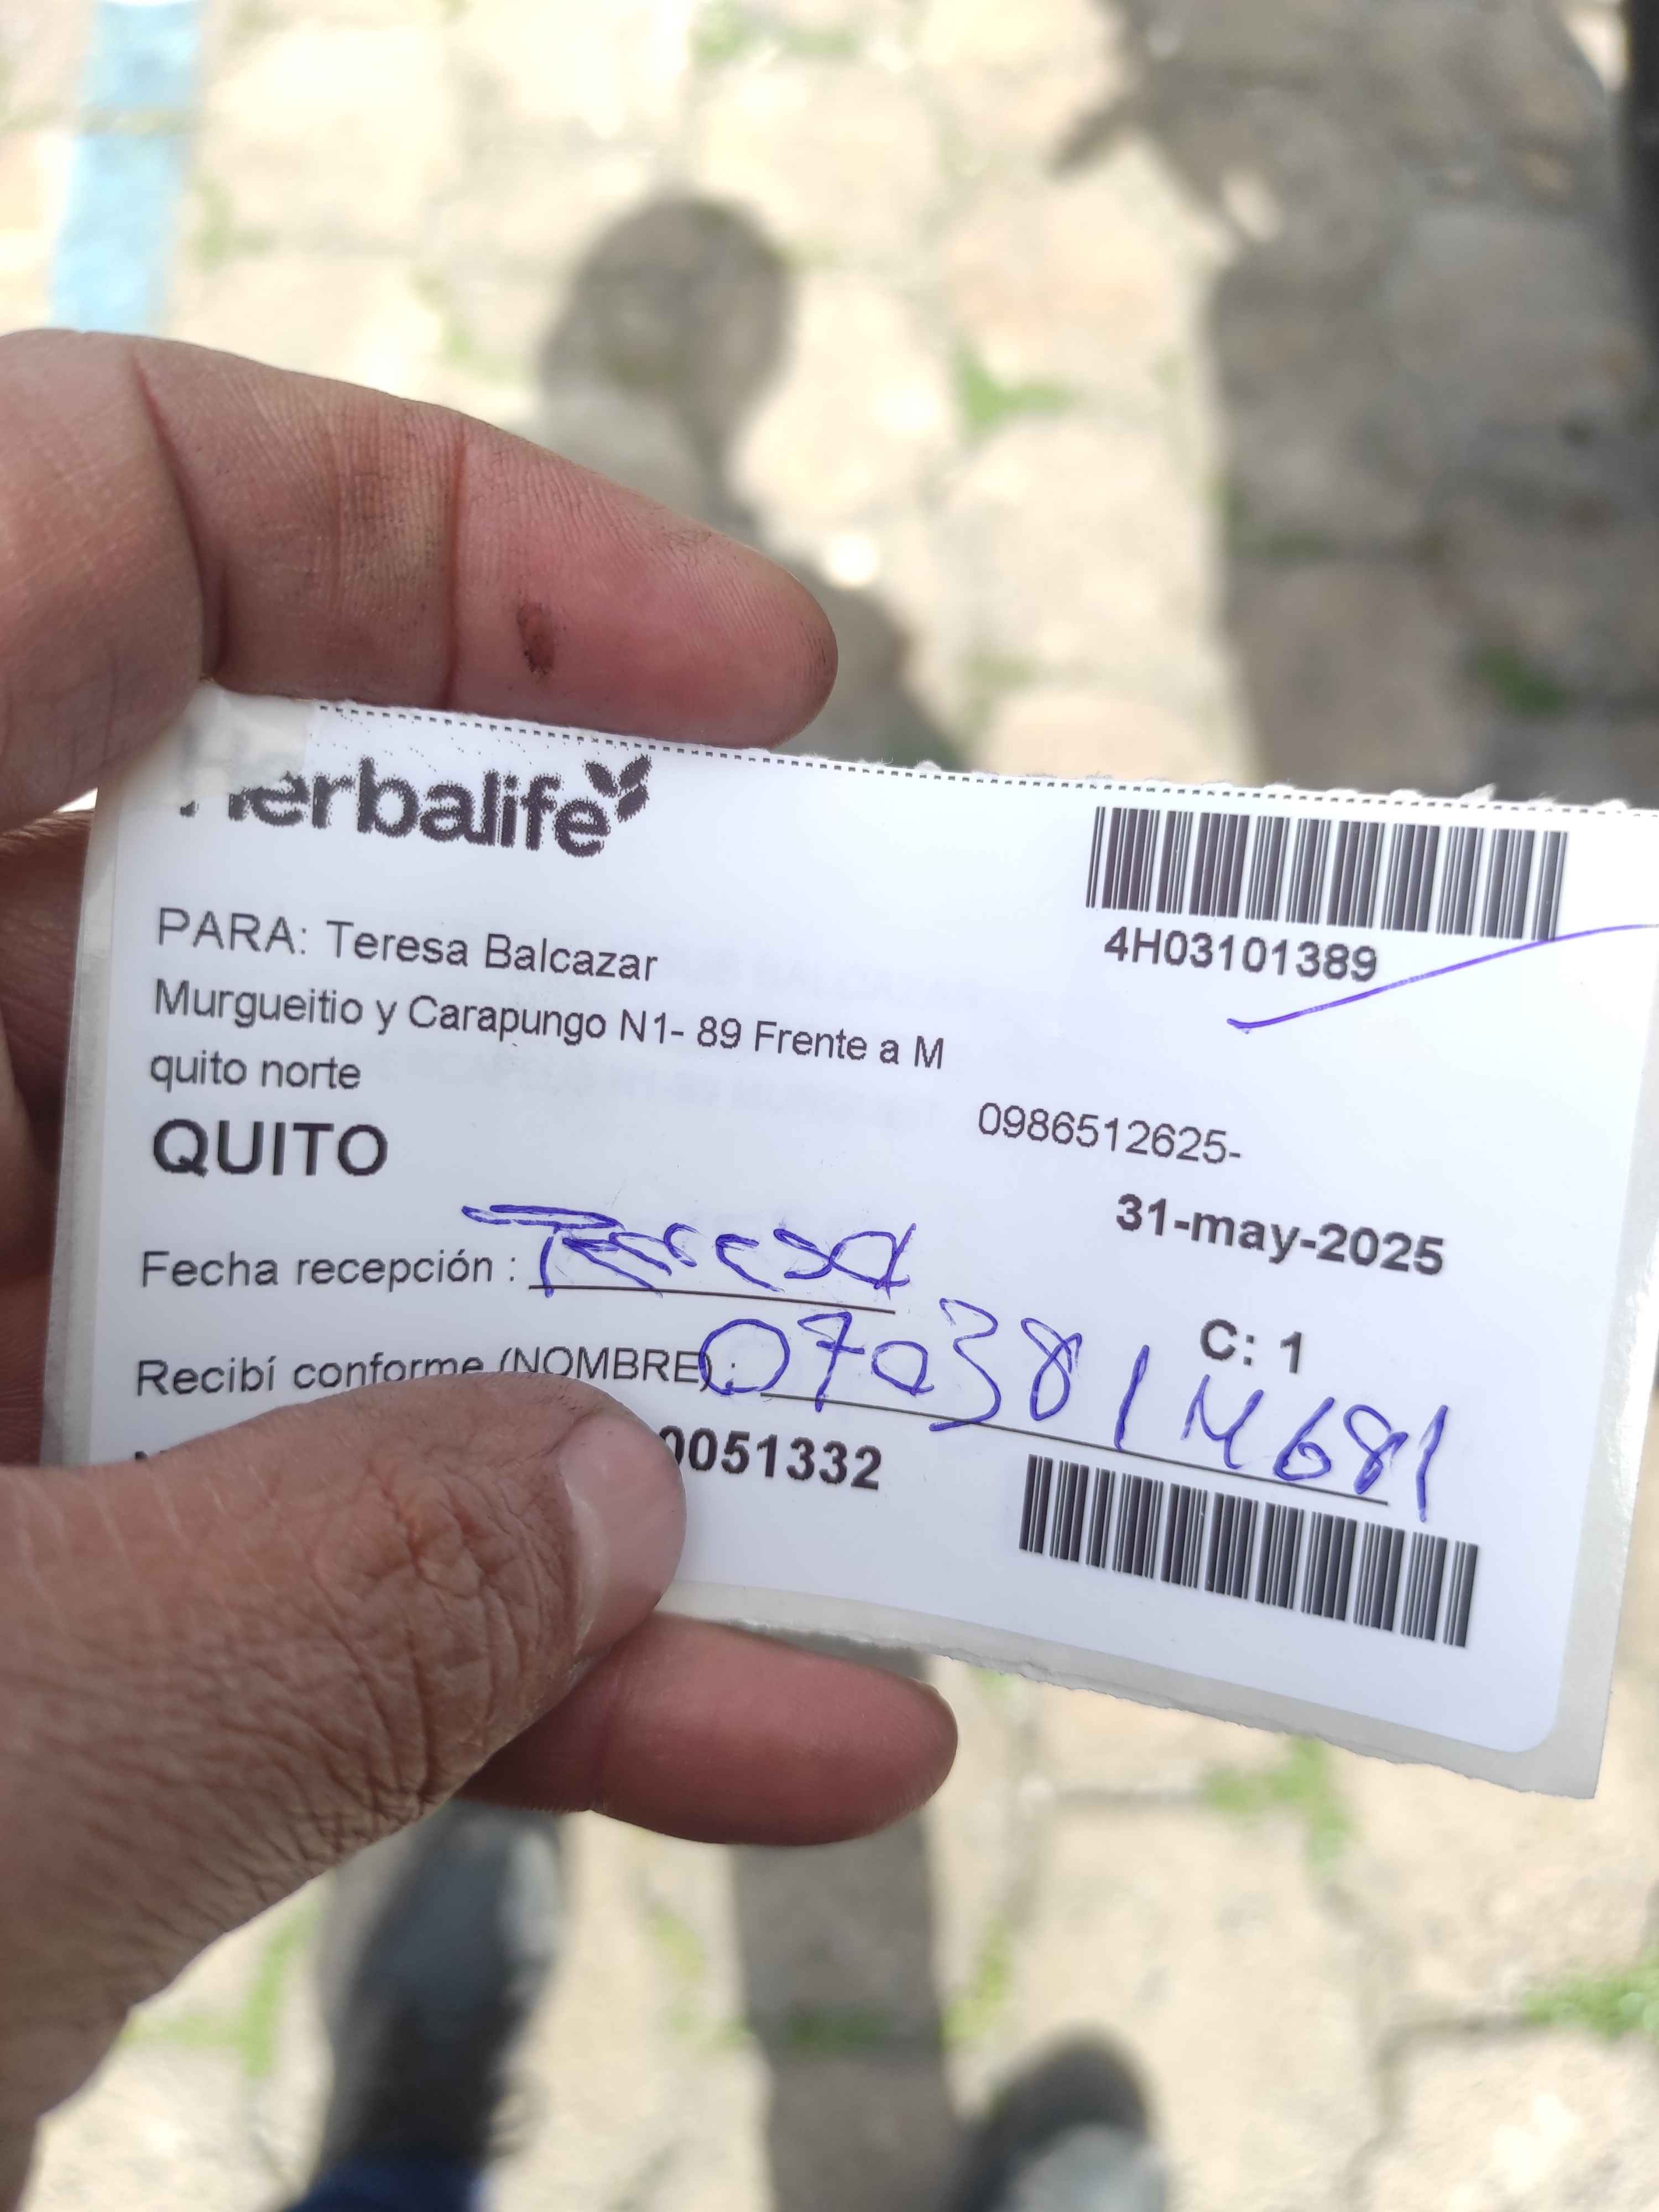 Herbalife
4H03101389
PARA: Teresa Balcazar
Murgueitio y Carapungo N1- 89 Frente a M
quito norte
0986512625-
QUITO
31-may-2025
Fecha recepción : Teresa
C: 1
Recibí conforme (NOMBRE) : 0703814681
0051332